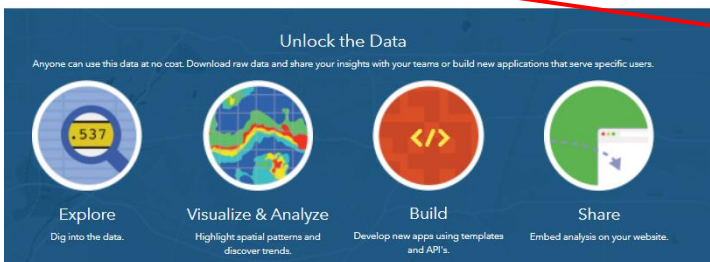 Unlock the Data
Anyone can use this data at no cost. Download raw data and share your insights with your teams or build new applications that serve specific users.
.537
</>
Explore
Visualize & Analyze
Build
Share
Dig into the data.
Highlight spatial patterns and
discover trends.
Develop new apps using templates
and API's.
Embed analysis on your website.